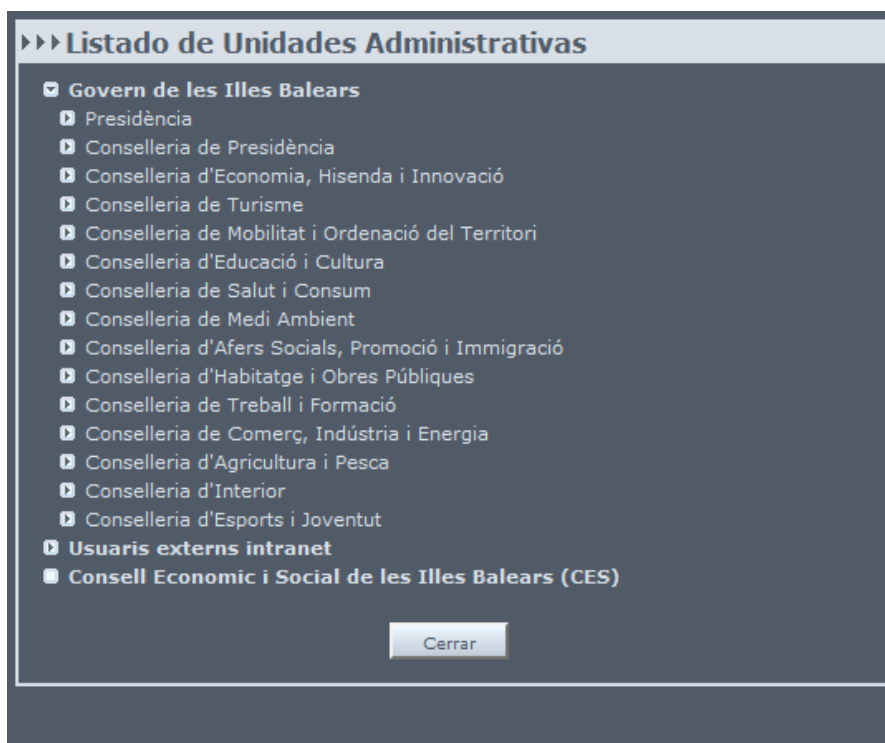 Listado de Unidades Administrativas
Govern de les Illes Balears
Presidència
Conselleria de Presidència
Conselleria d'Economia, Hisenda i Innovació
Conselleria de Turisme
Conselleria de Mobilitat i Ordenació del Territori
Conselleria d'Educació i Cultura
Conselleria de Salut i Consum
Conselleria de Medi Ambient
Conselleria d'Afers Socials, Promoció i Immigració
Conselleria d'Habitatge i Obres Públiques
Conselleria de Treball i Formació
Conselleria de Comerç, Indústria i Energia
Conselleria d'Agricultura i Pesca
Conselleria d'Interior
Conselleria d'Esports i Joventut
Usuaris externs intranet
Consell Economic i Social de les Illes Balears (CES)
Cerrar